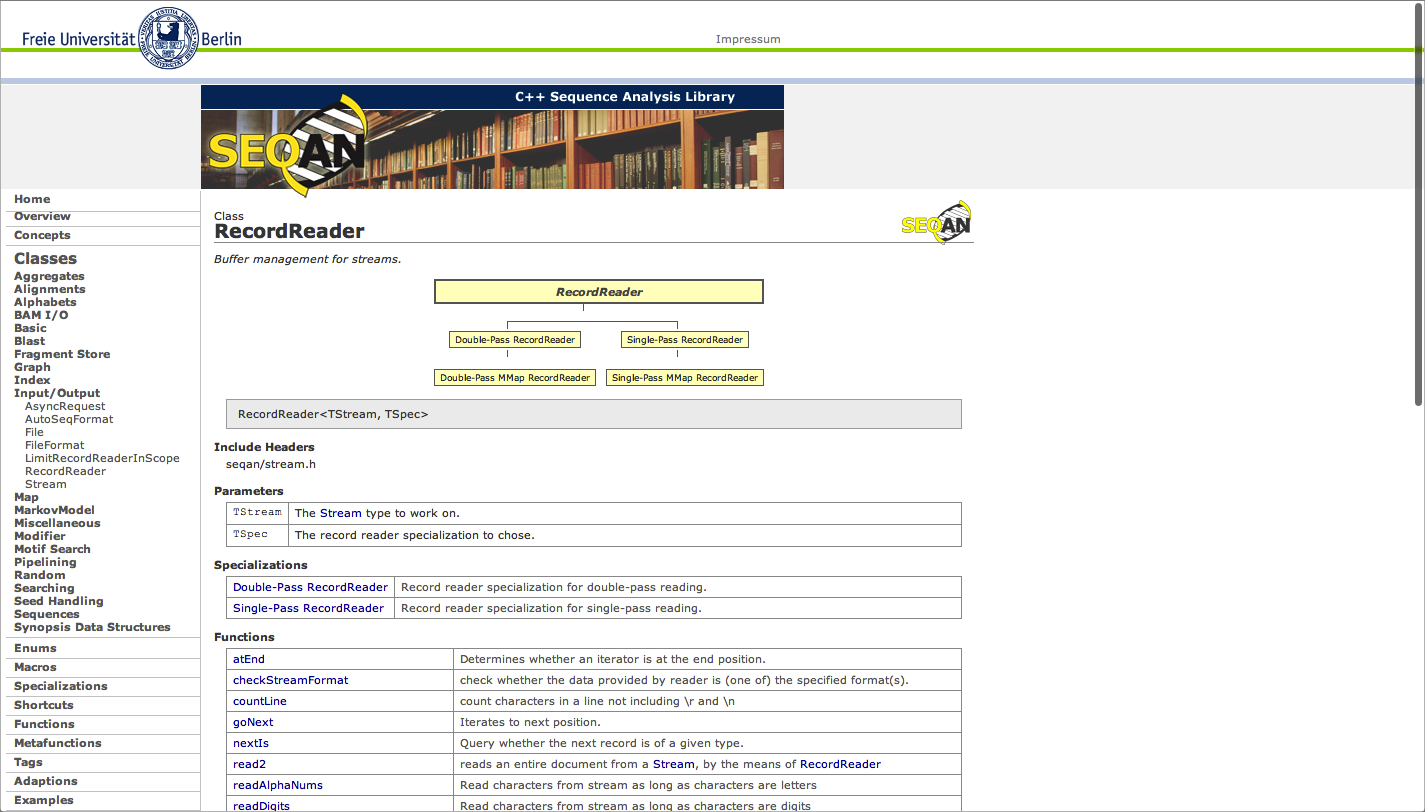 Freie Universität Berlin
Impressum
C++ Sequence Analysis Library
SEQAN
Home
Overview
Concepts
Classes
Aggregates
Alignments
Alphabets
BAM I/O
Basic
Blast
Fragment Store
Graph
Index
Input/Output
AsyncRequest
AutoSeqFormat
File
FileFormat
LimitRecordReaderInScope
RecordReader
Stream
Map
MarkovModel
Miscellaneous
Modifier
Motif Search
Pipelining
Random
Searching
Seed Handling
Sequences
Synopsis Data Structures
Enums
Macros
Specializations
Shortcuts
Functions
Metafunctions
Tags
Adaptions
Examples
Class
RecordReader
SEQAN
Buffer management for streams.
RecordReader
Double-Pass RecordReader
Single-Pass RecordReader
Double-Pass MMap RecordReader
Single-Pass MMap RecordReader
RecordReader<TStream, TSpec>
Include Headers
seqan/stream.h
Parameters
TStream The Stream type to work on.
TSpec The record reader specialization to chose.
Specializations
Double-Pass RecordReader Record reader specialization for double-pass reading.
Single-Pass RecordReader Record reader specialization for single-pass reading.
Functions
atEnd Determines whether an iterator is at the end position.
checkStreamFormat check whether the data provided by reader is (one of) the specified format(s).
countLine count characters in a line not including \r and \n
goNext Iterates to next position.
nextIs Query whether the next record is of a given type.
read2 reads an entire document from a Stream, by the means of RecordReader
readAlphaNums Read characters from stream as long as characters are letters
readDigits Read characters from stream as long as characters are digits